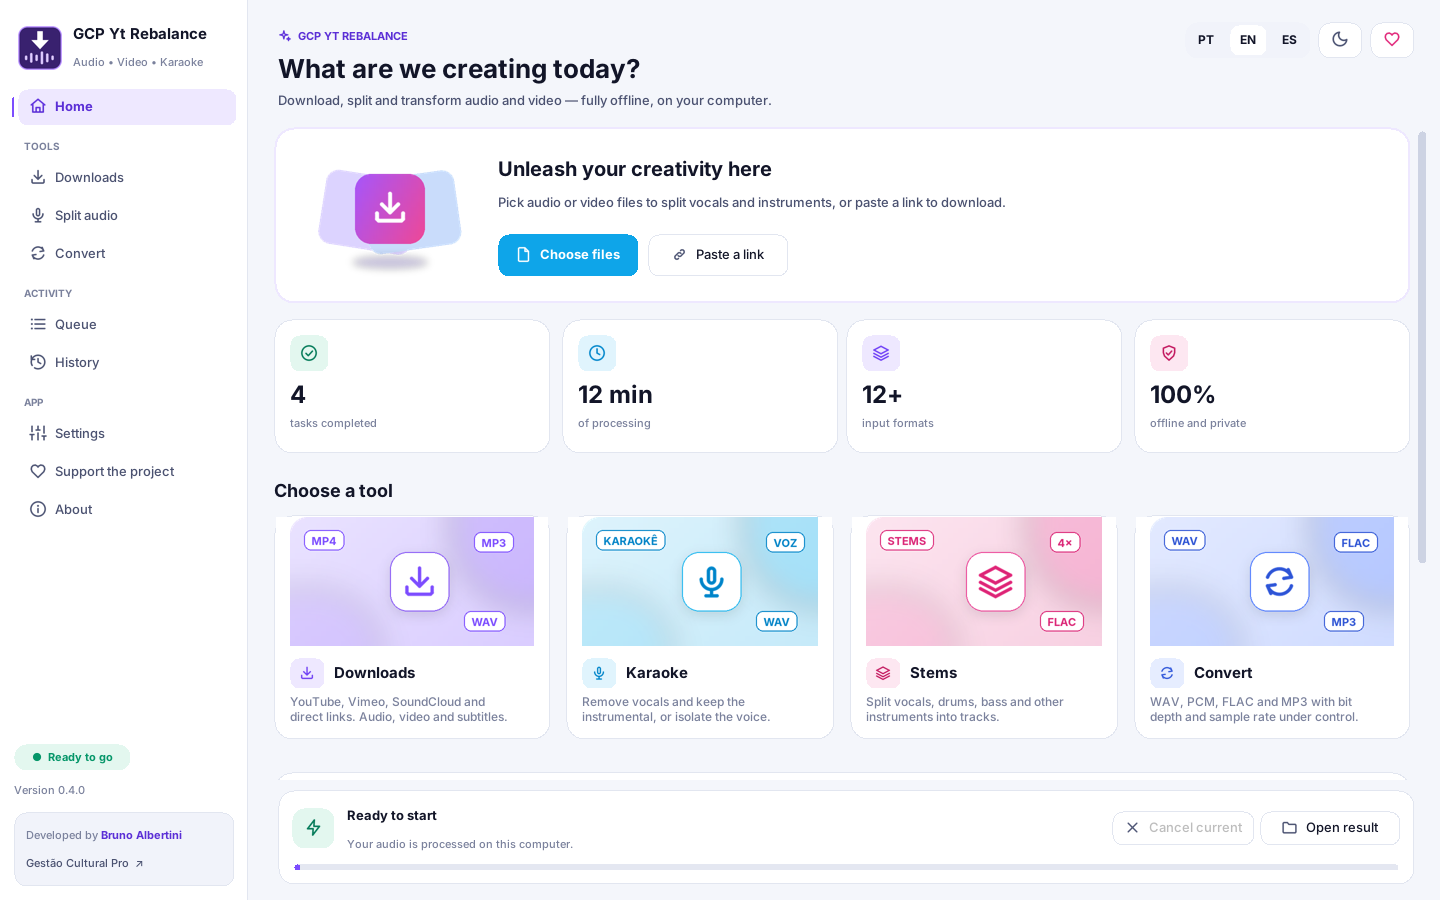 GCP Yt Rebalance
Audio • Video • Karaoke
Home
TOOLS
Downloads
Split audio
Convert
ACTIVITY
Queue
History
APP
Settings
Support the project
About
Ready to go
Version 0.4.0
Developed by Bruno Albertini
Gestão Cultural Pro ↗
GCP YT REBALANCE
What are we creating today?
Download, split and transform audio and video — fully offline, on your computer.
PT EN ES
Unleash your creativity here
Pick audio or video files to split vocals and instruments, or paste a link to download.
Choose files
Paste a link
4
tasks completed
12 min
of processing
12+
input formats
100%
offline and private
Choose a tool
MP4
MP3
WAV
Downloads
YouTube, Vimeo, SoundCloud and
direct links. Audio, video and subtitles.
KARAOKÊ
VOZ
WAV
Karaoke
Remove vocals and keep the
instrumental, or isolate the voice.
STEMS
4×
FLAC
Stems
Split vocals, drums, bass and other
instruments into tracks.
WAV
FLAC
MP3
Convert
WAV, PCM, FLAC and MP3 with bit
depth and sample rate under control.
Ready to start
Your audio is processed on this computer.
Cancel current
Open result